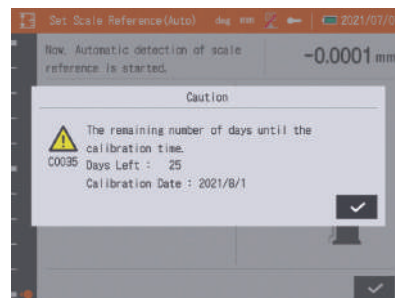 Set Scale Reference(Auto) deg mm 2021/07/0
Now, Automatic detection of scale
reference is started.
-0.0001 mm
Caution
The remaining number of days until the
calibration time.
C0035
Days Left : 25
Calibration Date : 2021/8/1